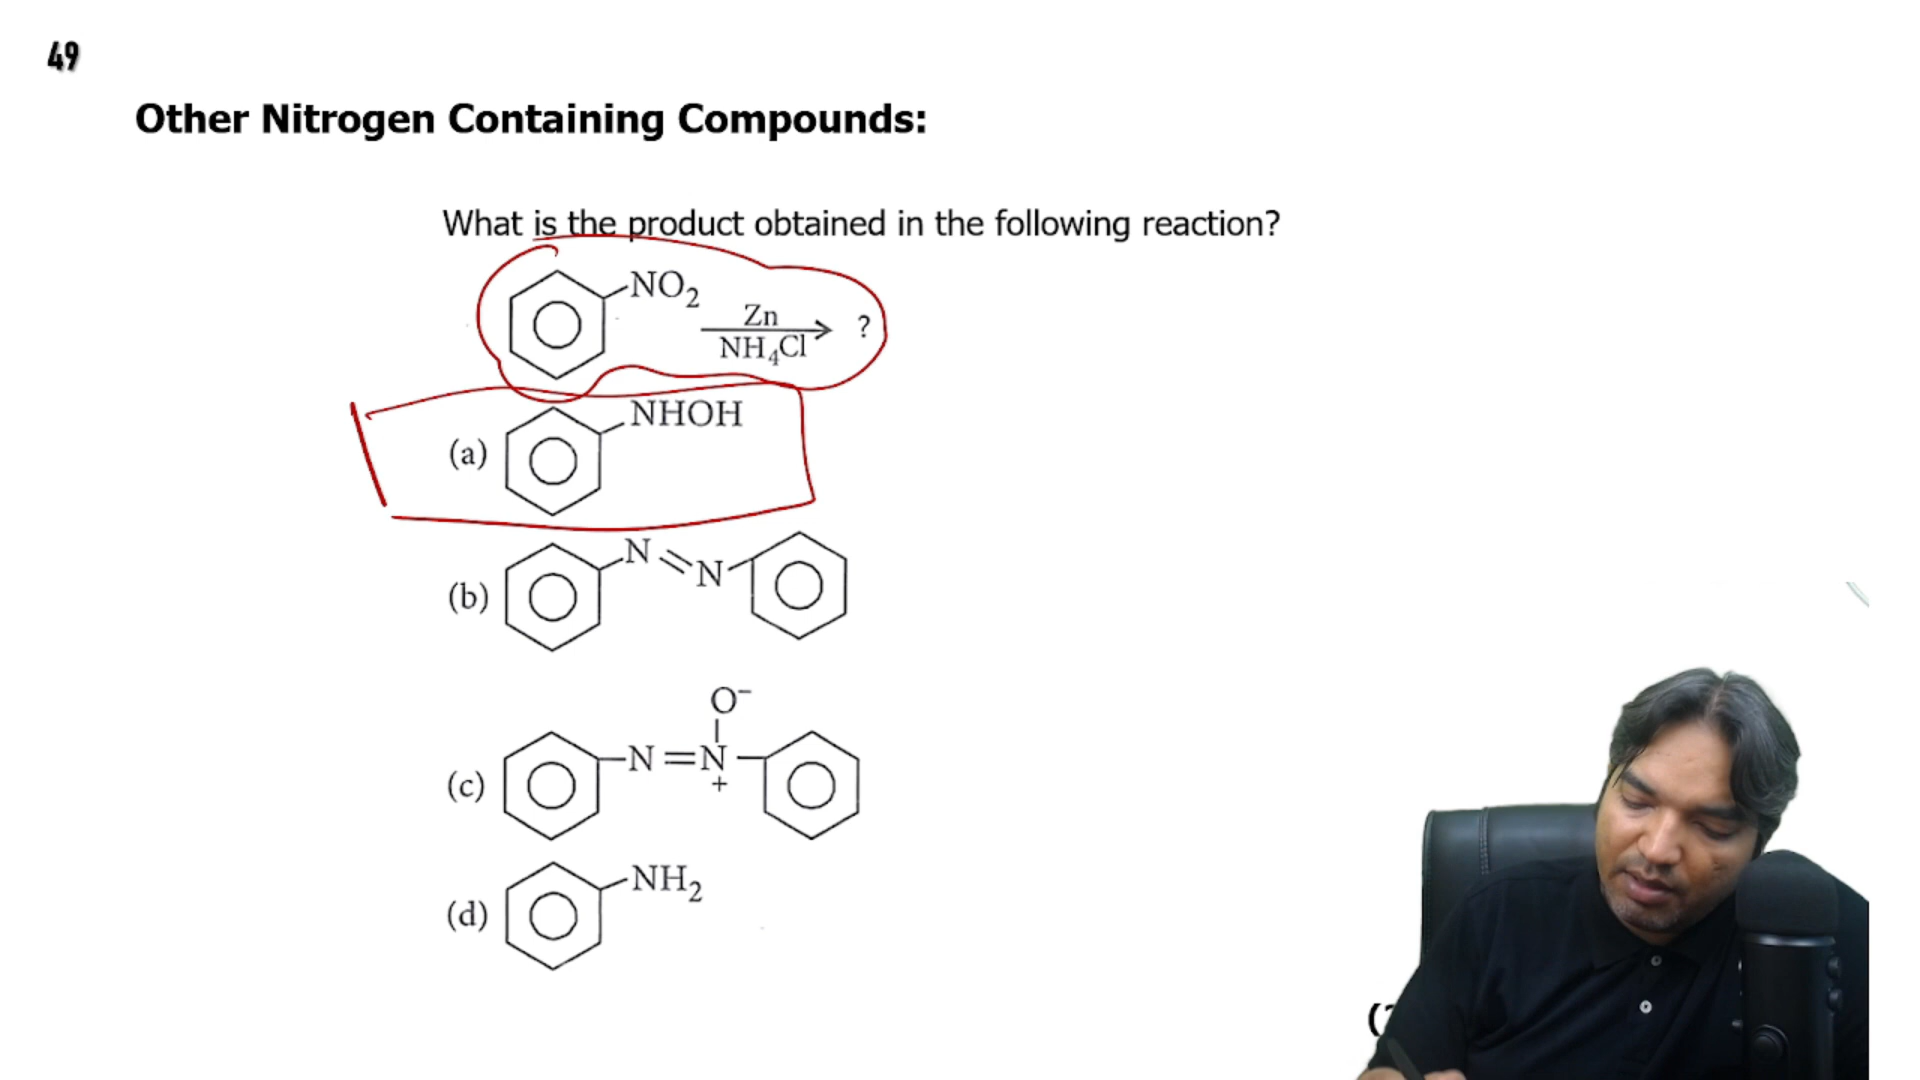 49
Other Nitrogen Containing Compounds:
What is the product obtained in the following reaction?
NO2
Zn
NH4Cl
?
(a) NHOH
(b) N=N
O−
(c) N=N
+
(d) NH2